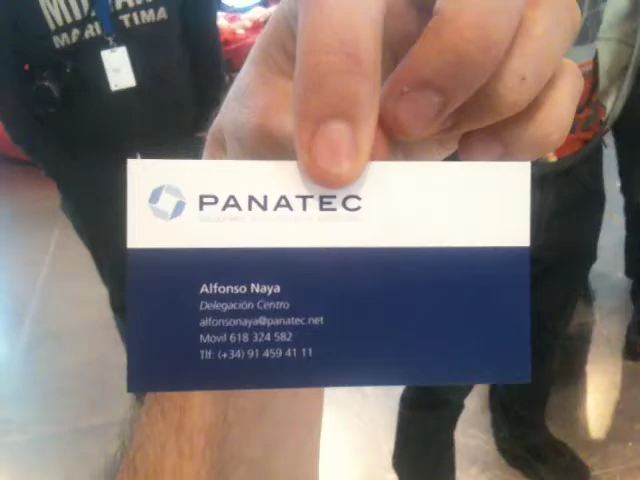 MARITIMA
PANATEC
Alfonso Naya
Delegación Centro
alfonsonaya@panatec.net
Movil 618 324 582
Tlf: (+34) 91 459 41 11